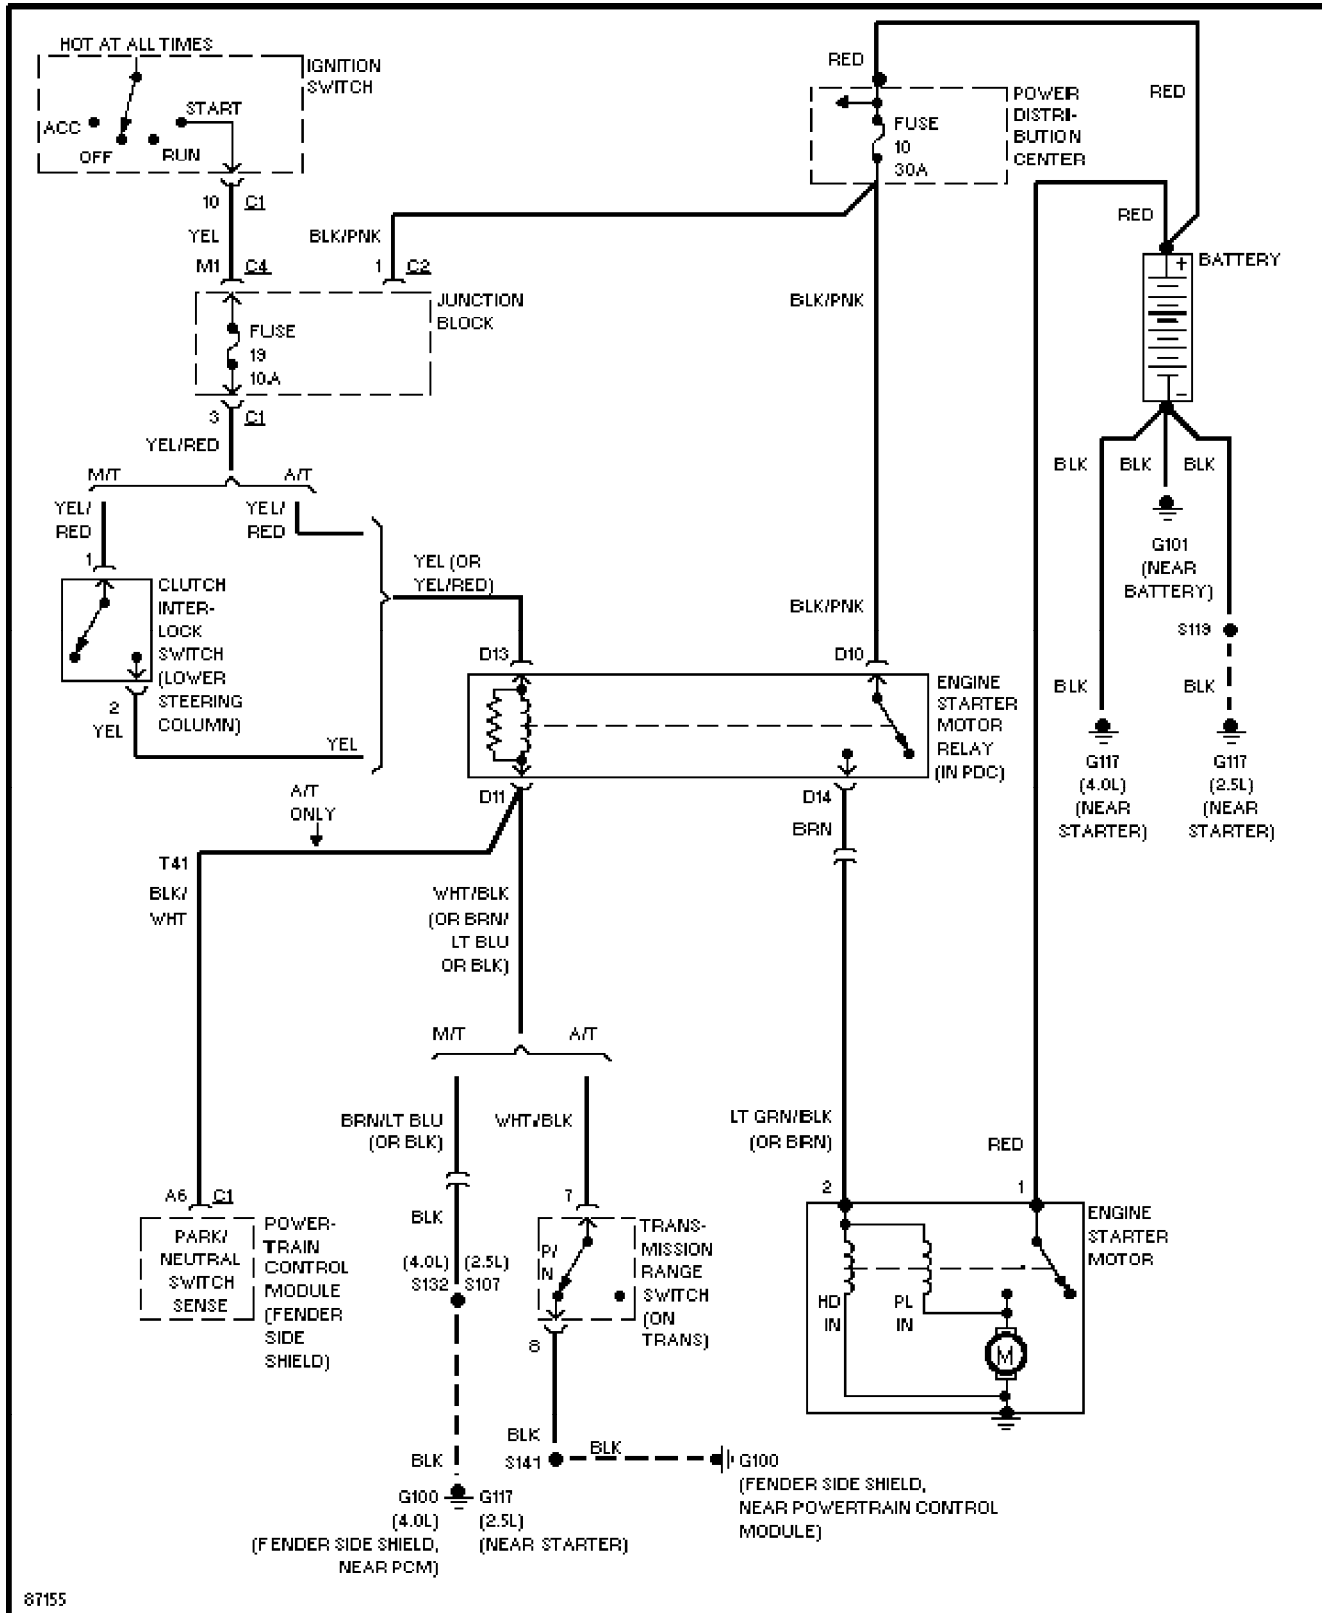 HOT AT ALL TIMES
IGNITION
SWITCH
START
ACC
OFF
RUN
10 C1
YEL
M1 C4
BLK/PNK
1 C2
JUNCTION
BLOCK
FUSE
19
10A
3 C1
YEL/RED
RED
RED
POWER
DISTRI-
BUTION
CENTER
FUSE
10
30A
RED
BATTERY
+
-
BLK/PNK
BLK BLK BLK
G101
(NEAR
BATTERY)
S119
BLK
BLK
G117
(4.0L)
(NEAR
STARTER)
G117
(2.5L)
(NEAR
STARTER)
M/T A/T
YEL/
RED
YEL/
RED
1
CLUTCH
INTER-
LOCK
SWITCH
(LOWER
STEERING
COLUMN)
2
YEL
YEL
YEL (OR
YEL/RED)
BLK/PNK
D13
D10
ENGINE
STARTER
MOTOR
RELAY
(IN PDC)
D11
D14
BRN
A/T
ONLY
T41
BLK/
WHT
WHT/BLK
(OR BRN/
LT BLU
OR BLK)
M/T A/T
BRN/LT BLU
(OR BLK)
WHT/BLK
LT GRN/BLK
(OR BRN)
RED
A6 C1
PARK/
NEUTRAL
SWITCH
SENSE
POWER-
TRAIN
CONTROL
MODULE
(FENDER
SIDE
SHIELD)
BLK
(4.0L) (2.5L)
S132 S107
7
P/
N
TRANS-
MISSION
RANGE
SWITCH
(ON
TRANS)
8
2
1
ENGINE
STARTER
MOTOR
HD
IN
PL
IN
M
BLK
BLK
S141
BLK
G100
(FENDER SIDE SHIELD,
NEAR POWERTRAIN CONTROL
MODULE)
G100
(4.0L)
(FENDER SIDE SHIELD,
NEAR PCM)
G117
(2.5L)
(NEAR STARTER)
87155